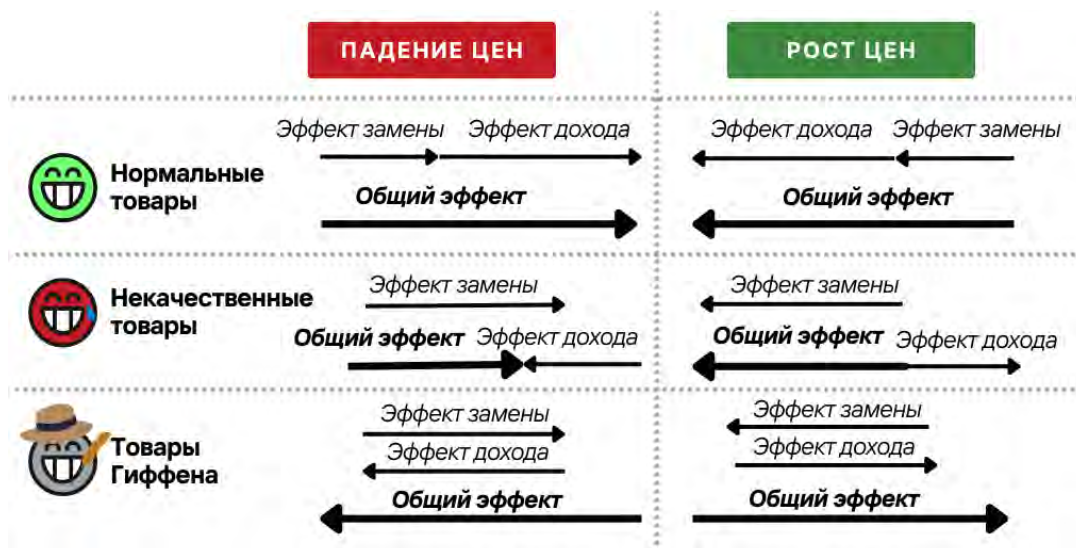 ПАДЕНИЕ ЦЕН
РОСТ ЦЕН
Нормальные
товары
Эффект замены
Эффект дохода
Общий эффект
Эффект дохода
Эффект замены
Общий эффект
Некачественные
товары
Эффект замены
Общий эффект
Эффект дохода
Эффект замены
Общий эффект
Эффект дохода
Товары
Гиффена
Эффект замены
Эффект дохода
Общий эффект
Эффект замены
Эффект дохода
Общий эффект